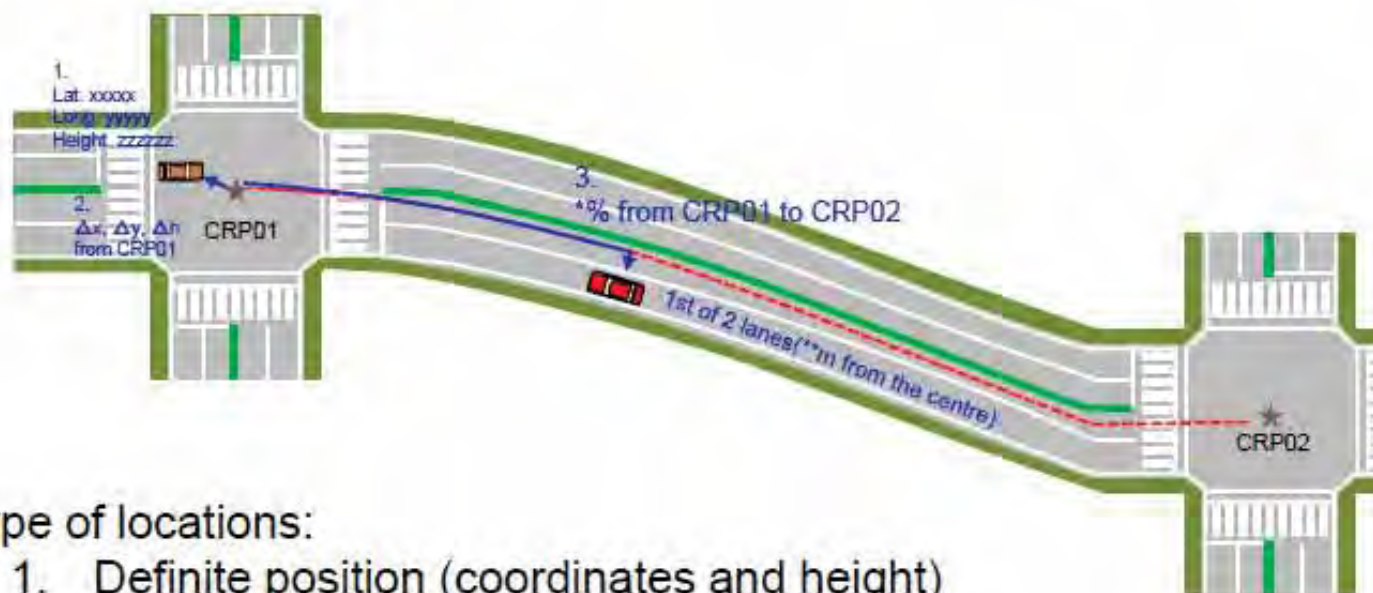 1.
Lat. xxxxx
Long. yyyyy
Height. zzzzzz
2.
Δx, Δy, Δh
from CRP01
CRP01
3.
*% from CRP01 to CRP02
1st of 2 lanes(**m from the centre)
CRP02
pe of locations:
1. Definite position (coordinates and height)